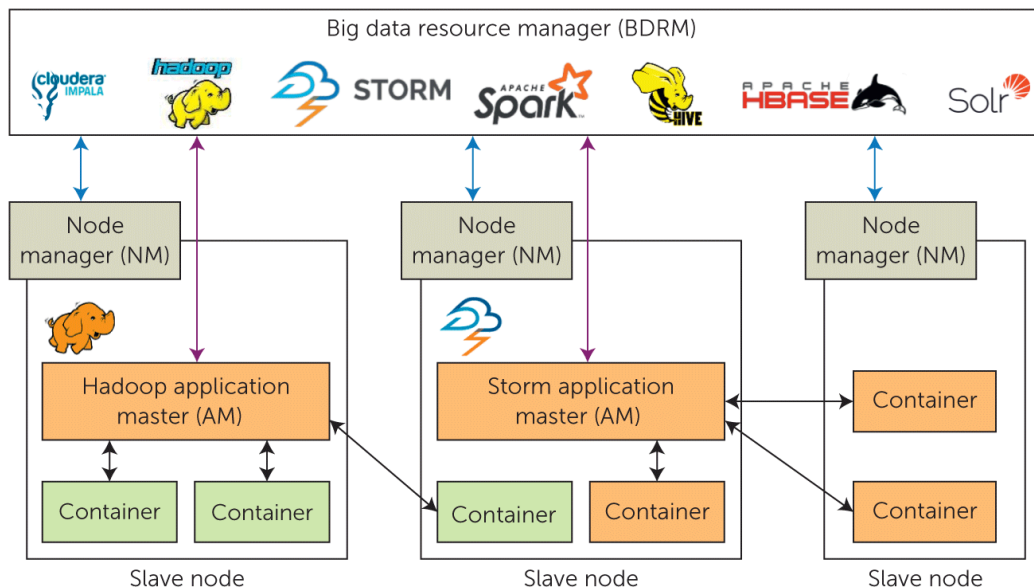 Big data resource manager (BDRM)
cloudera
IMPALA
hadoop
STORM
APACHE
Spark™
HIVE
APACHE
HBASE
Solr
Node
manager (NM)
Node
manager (NM)
Node
manager (NM)
Hadoop application
master (AM)
Storm application
master (AM)
Container
Container
Container
Container
Container
Container
Slave node
Slave node
Slave node